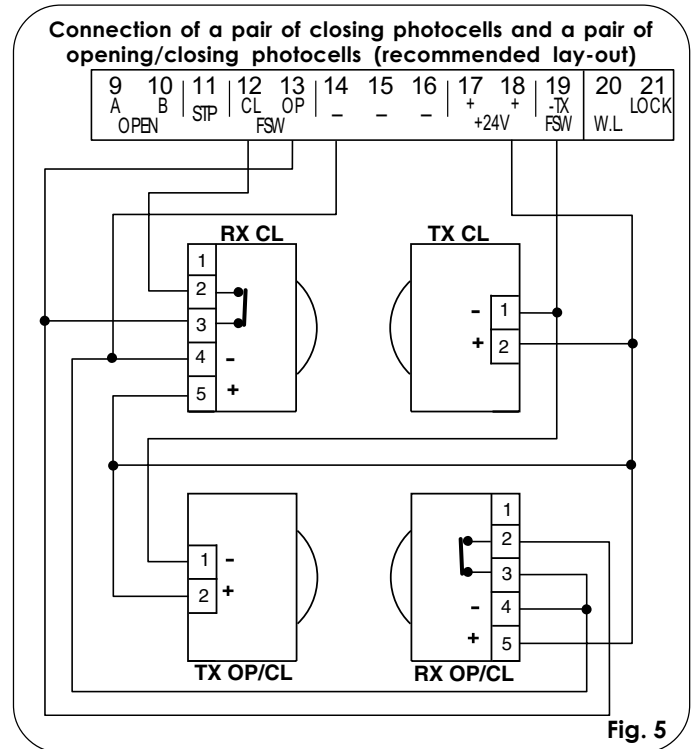 Connection of a pair of closing photocells and a pair of
opening/closing photocells (recommended lay-out)
9 10 11 12 13 14 15 16 17 18 19 20 21
A B STP CL OP - - - + + -TX W.L. LOCK
OPEN FSW +24V FSW
RX CL TX CL
1
2
3
4 -
5 +
- 1
+ 2
1 -
2 +
1
2
3
- 4
+ 5
TX OP/CL RX OP/CL
Fig. 5